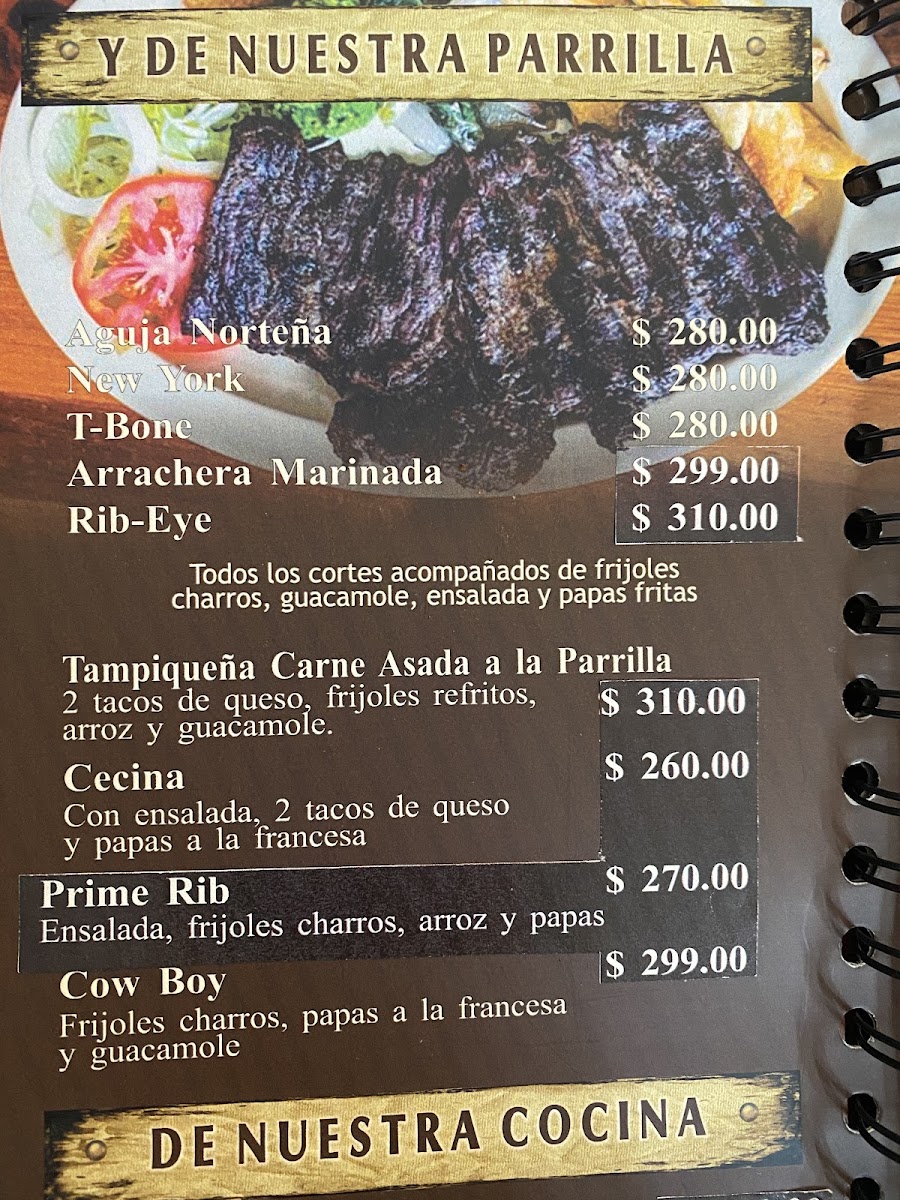 Y DE NUESTRA PARRILLA
Aguja Norteña $ 280.00
New York $ 280.00
T-Bone $ 280.00
Arrachera Marinada $ 299.00
Rib-Eye $ 310.00
Todos los cortes acompañados de frijoles
charros, guacamole, ensalada y papas fritas
Tampiqueña Carne Asada a la Parrilla
2 tacos de queso, frijoles refritos, $ 310.00
arroz y guacamole.
Cecina $ 260.00
Con ensalada, 2 tacos de queso
y papas a la francesa
Prime Rib $ 270.00
Ensalada, frijoles charros, arroz y papas
Cow Boy $ 299.00
Frijoles charros, papas a la francesa
y guacamole
DE NUESTRA COCINA